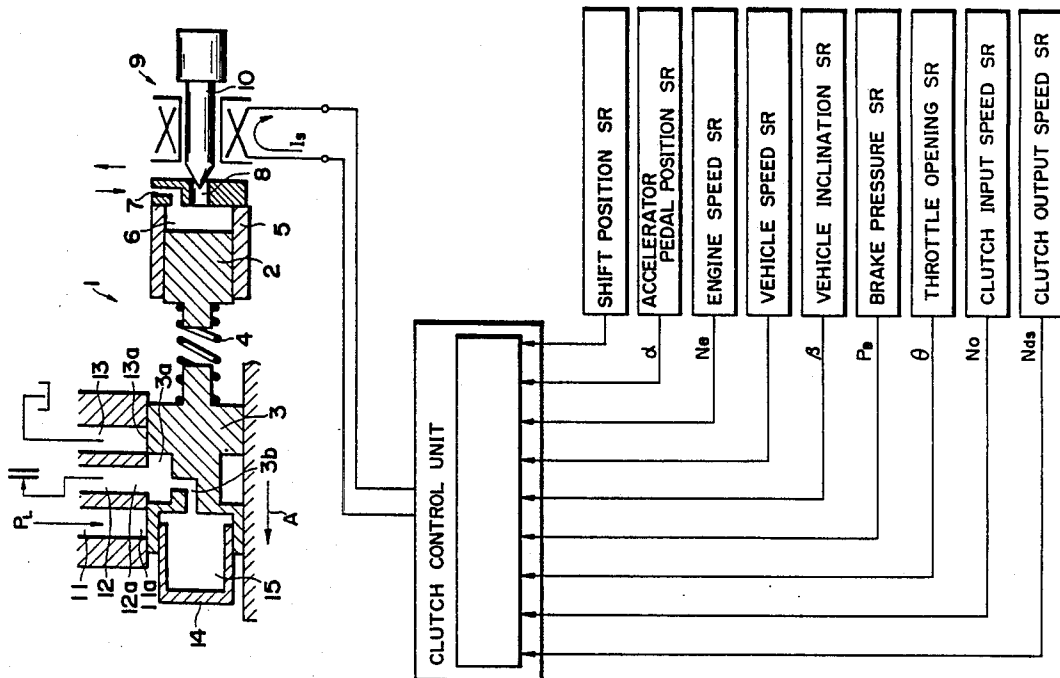 9
10
Is
8
7
6
5
2
1
4
13
13a
3a
3
3b
A
PL
11
12
12a
11a
15
14
CLUTCH CONTROL UNIT
SHIFT POSITION SR
α
ACCELERATOR
PEDAL POSITION SR
Ne
ENGINE SPEED SR
VEHICLE SPEED SR
β
VEHICLE INCLINATION SR
PB
BRAKE PRESSURE SR
θ
THROTTLE OPENING SR
No
CLUTCH INPUT SPEED SR
Nds
CLUTCH OUTPUT SPEED SR